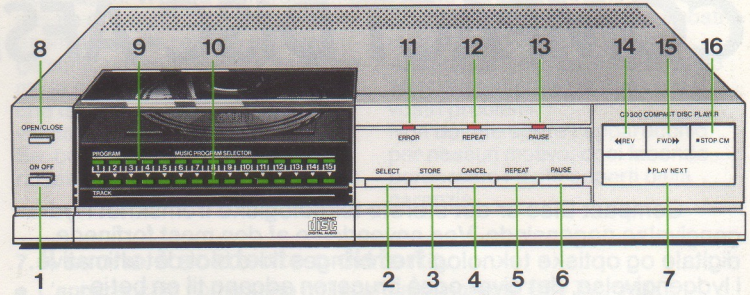 8 9 10 11 12 13 14 15 16
OPEN/CLOSE
ON OFF
PROGRAM MUSIC PROGRAM SELECTOR
1 2 3 4 5 6 7 8 9 10 11 12 13 14 15
TRACK
ERROR REPEAT PAUSE
SELECT STORE CANCEL REPEAT PAUSE
CD300 COMPACT DISC PLAYER
REV FWD STOP CM
PLAY NEXT
COMPACT
disc
DIGITAL AUDIO
1 2 3 4 5 6 7